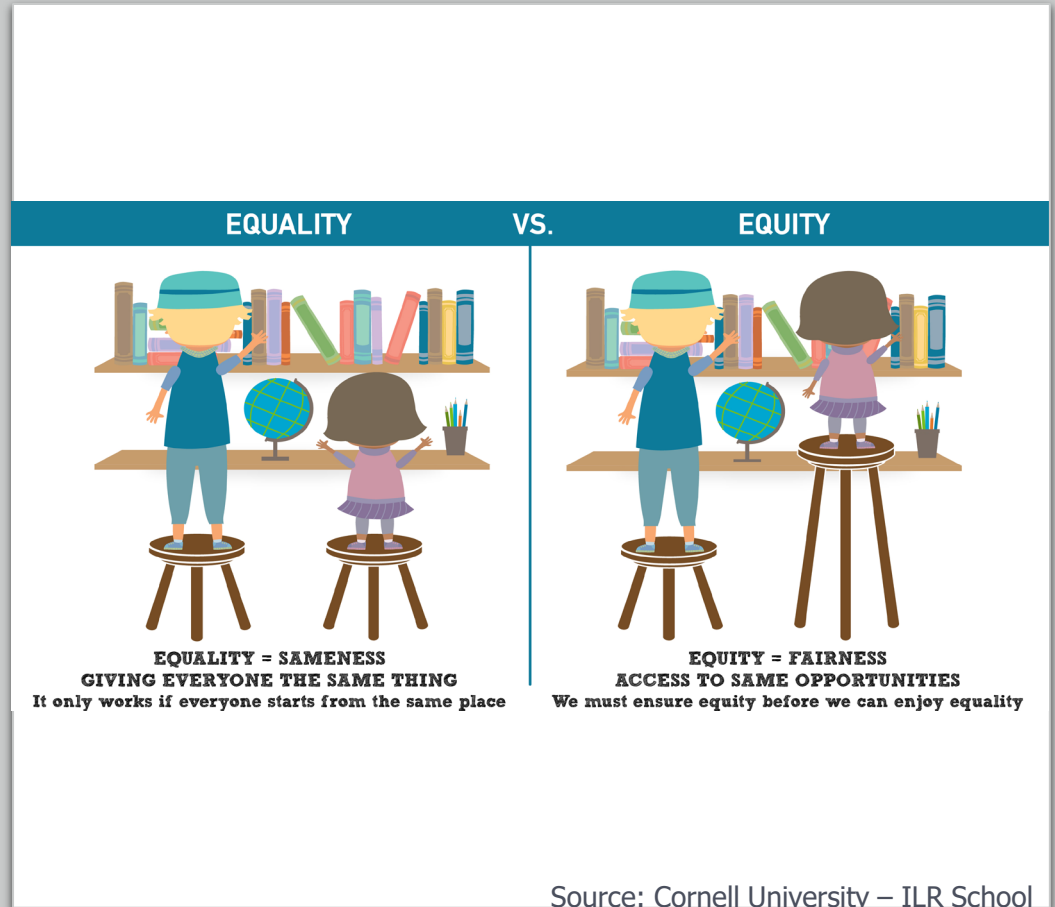 EQUALITY VS. EQUITY
EQUALITY = SAMENESS
GIVING EVERYONE THE SAME THING
It only works if everyone starts from the same place
EQUITY = FAIRNESS
ACCESS TO SAME OPPORTUNITIES
We must ensure equity before we can enjoy equality
Source: Cornell University – ILR School